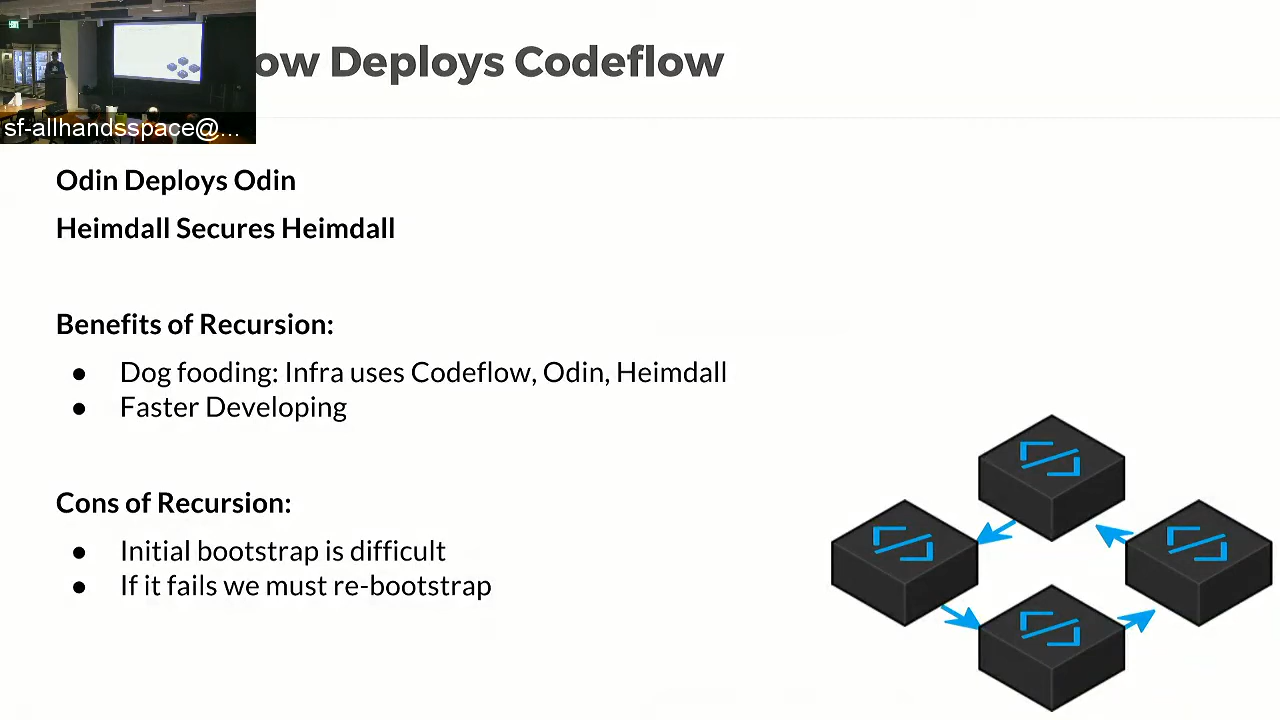 ow Deploys Codeflow
sf-allhandsspace@...
Odin Deploys Odin
Heimdall Secures Heimdall
Benefits of Recursion:
● Dog fooding: Infra uses Codeflow, Odin, Heimdall
● Faster Developing
Cons of Recursion:
● Initial bootstrap is difficult
● If it fails we must re-bootstrap